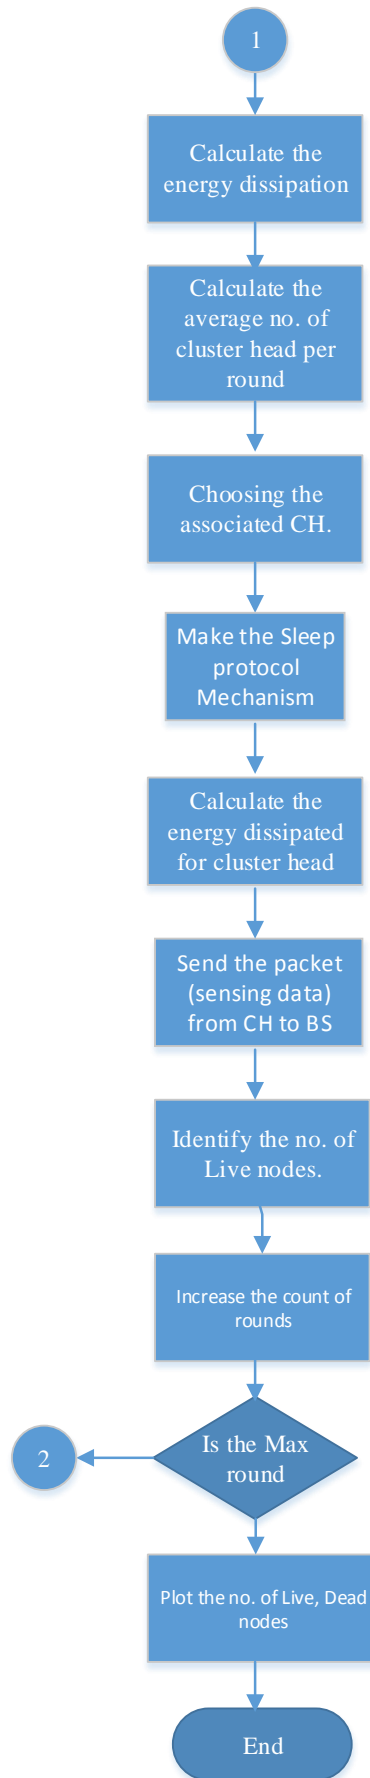 1
Calculate the
energy dissipation
Calculate the
average no. of
cluster head per
round
Choosing the
associated CH.
Make the Sleep
protocol
Mechanism
Calculate the
energy dissipated
for cluster head
Send the packet
(sensing data)
from CH to BS
Identify the no. of
Live nodes.
Increase the count of
rounds
Is the Max
round
2
Plot the no. of Live, Dead
nodes
End